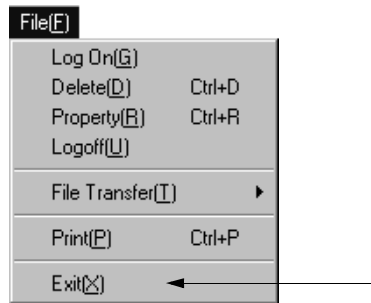 File(F)
Log On(G)
Delete(D) Ctrl+D
Property(R) Ctrl+R
Logoff(U)
File Transfer(T)
Print(P) Ctrl+P
Exit(X)